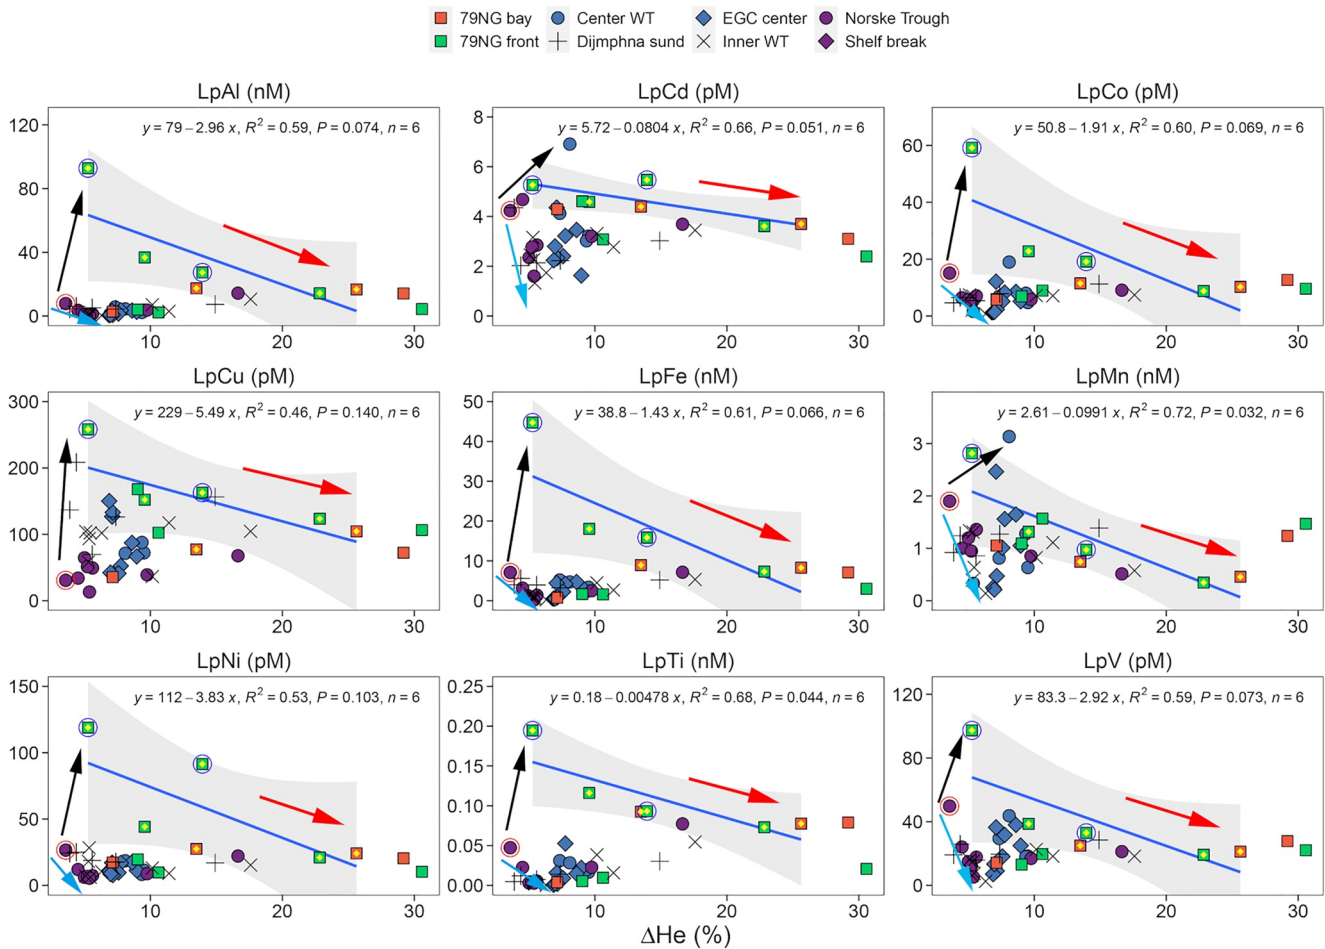 79NG bay Center WT EGC center Norske Trough
79NG front Dijmphna sund Inner WT Shelf break
LpAl (nM) LpCd (pM) LpCo (pM)
y = 79 − 2.96 x, R² = 0.59, P = 0.074, n = 6
y = 5.72 − 0.0804 x, R² = 0.66, P = 0.051, n = 6
y = 50.8 − 1.91 x, R² = 0.60, P = 0.069, n = 6
120
80
40
0
8
6
4
2
0
60
40
20
0
10 20 30 10 20 30 10 20 30
LpCu (pM) LpFe (nM) LpMn (nM)
y = 229 − 5.49 x, R² = 0.46, P = 0.140, n = 6
y = 38.8 − 1.43 x, R² = 0.61, P = 0.066, n = 6
y = 2.61 − 0.0991 x, R² = 0.72, P = 0.032, n = 6
300
200
100
0
50
40
30
20
10
0
3
2
1
0
10 20 30 10 20 30 10 20 30
LpNi (pM) LpTi (nM) LpV (pM)
y = 112 − 3.83 x, R² = 0.53, P = 0.103, n = 6
y = 0.18 − 0.00478 x, R² = 0.68, P = 0.044, n = 6
y = 83.3 − 2.92 x, R² = 0.59, P = 0.073, n = 6
150
100
50
0
0.25
0.20
0.15
0.10
0.05
0.00
120
80
40
0
10 20 30 10 20 30 10 20 30
ΔHe (%)